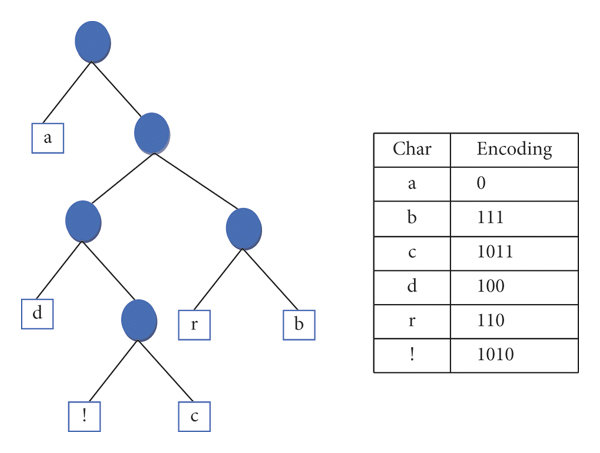 a
d
r
b
!
c
Char Encoding
a 0
b 111
c 1011
d 100
r 110
! 1010